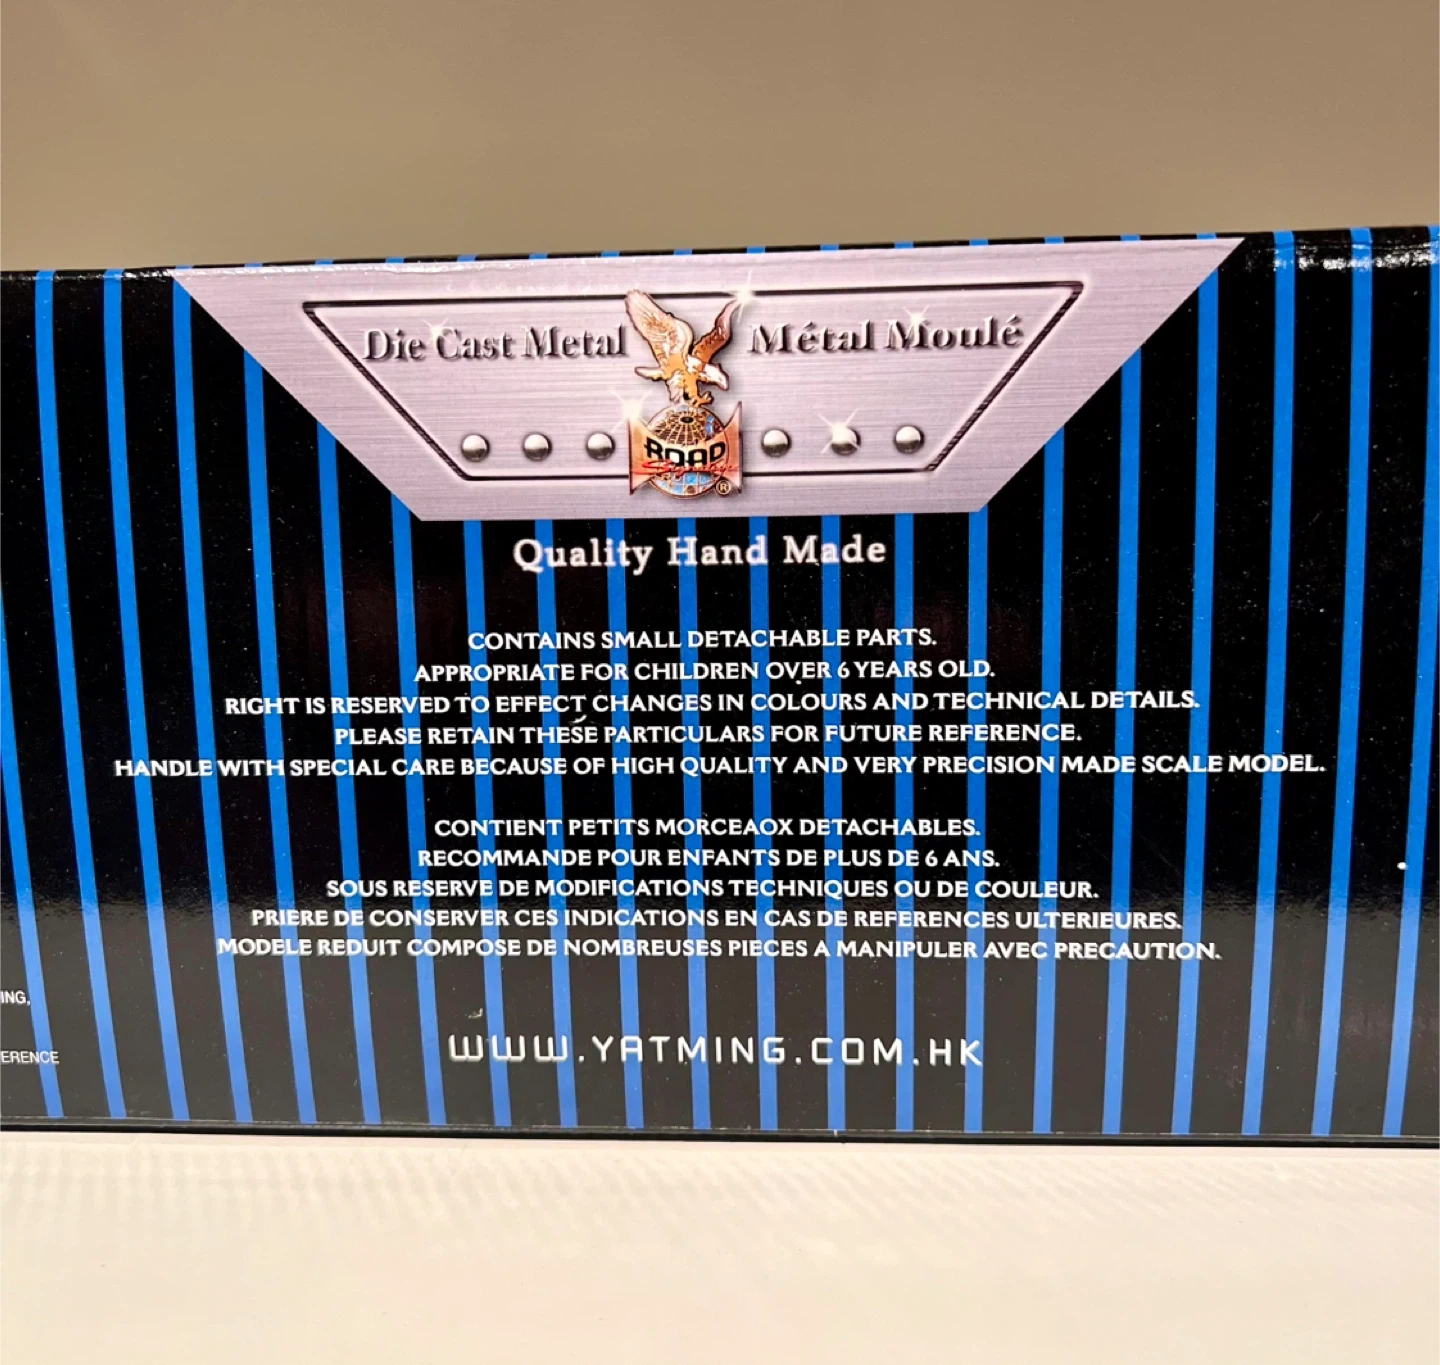 Die Cast Metal
Métal Moulé
ROAD
Signature
®
Quality Hand Made
CONTAINS SMALL DETACHABLE PARTS.
APPROPRIATE FOR CHILDREN OVER 6 YEARS OLD.
RIGHT IS RESERVED TO EFFECT CHANGES IN COLOURS AND TECHNICAL DETAILS.
PLEASE RETAIN THESE PARTICULARS FOR FUTURE REFERENCE.
HANDLE WITH SPECIAL CARE BECAUSE OF HIGH QUALITY AND VERY PRECISION MADE SCALE MODEL.
CONTIENT PETITS MORCEAOX DETACHABLES.
RECOMMANDE POUR ENFANTS DE PLUS DE 6 ANS.
SOUS RESERVE DE MODIFICATIONS TECHNIQUES OU DE COULEUR.
PRIERE DE CONSERVER CES INDICATIONS EN CAS DE REFERENCES ULTERIEURES.
MODELE REDUIT COMPOSE DE NOMBREUSES PIECES A MANIPULER AVEC PRECAUTION.
ING,
ERENCE
WWW.YATMING.COM.HK